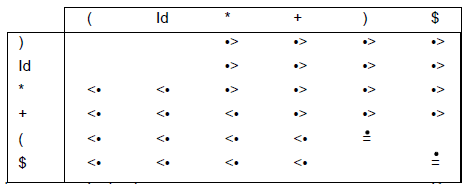 ( Id * + ) $
) •> •> •> •>
Id •> •> •> •>
* <• <• •> •> •> •>
+ <• <• <• •> •> •>
( <• <• <• <• ≐
$ <• <• <• <• ≐